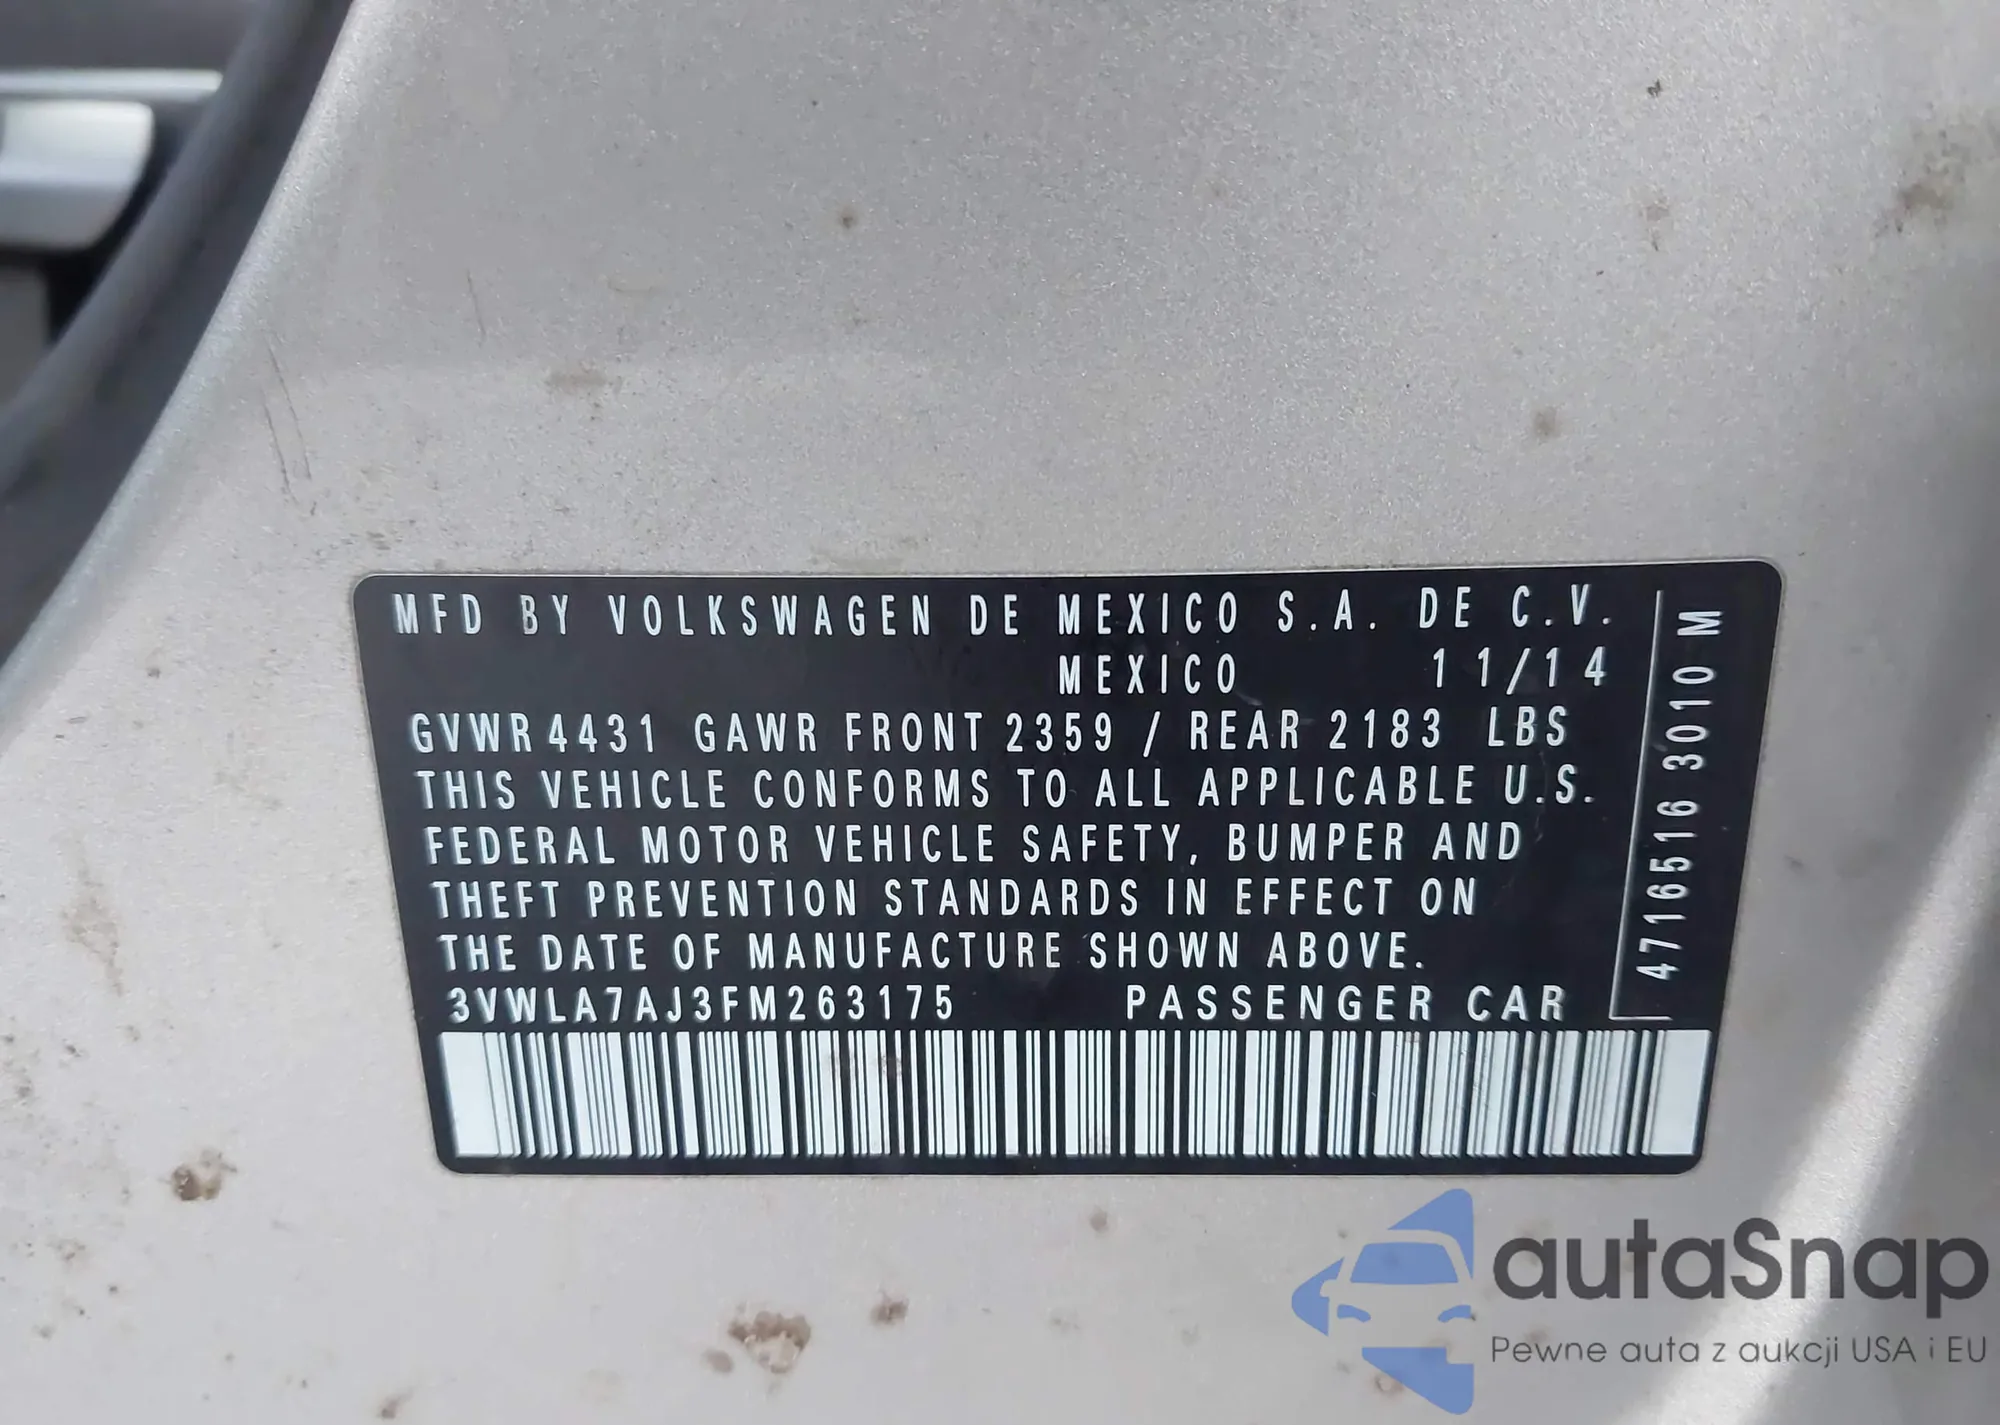 MFD BY VOLKSWAGEN DE MEXICO S.A. DE C.V.
MEXICO 11/14
GVWR 4431 GAWR FRONT 2359 / REAR 2183 LBS
THIS VEHICLE CONFORMS TO ALL APPLICABLE U.S.
FEDERAL MOTOR VEHICLE SAFETY, BUMPER AND
THEFT PREVENTION STANDARDS IN EFFECT ON
THE DATE OF MANUFACTURE SHOWN ABOVE.
3VWLA7AJ3FM263175 PASSENGER CAR
4716516 3010 M
autaSnap
Pewne auta z aukcji USA i EU